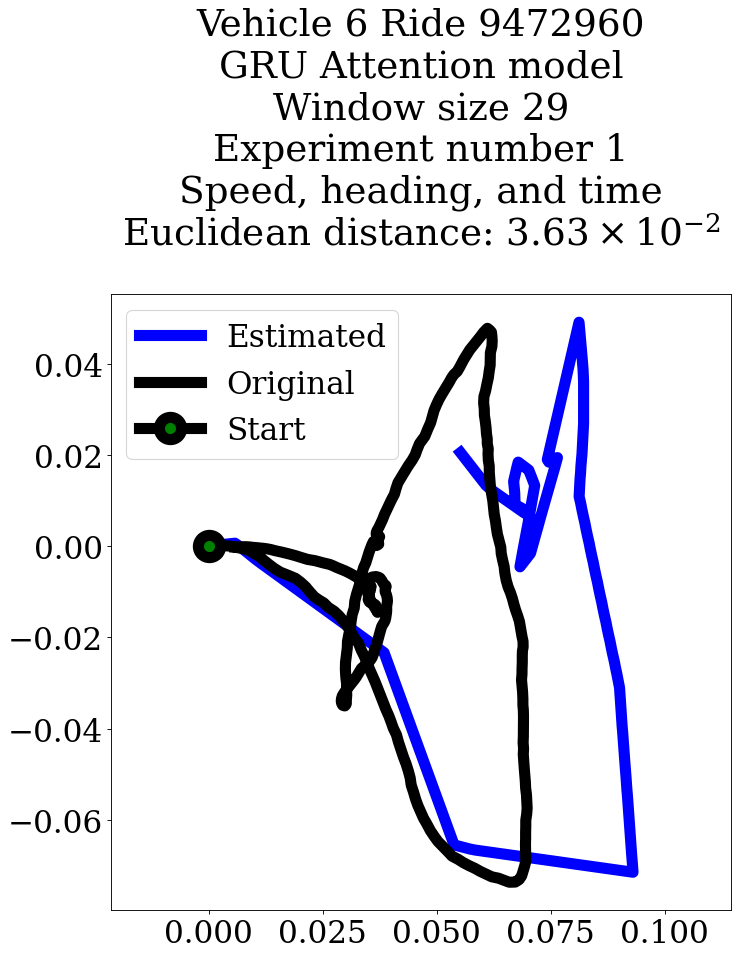 Vehicle 6 Ride 9472960
GRU Attention model
Window size 29
Experiment number 1
Speed, heading, and time
Euclidean distance: 3.63 × 10⁻²
Estimated
Original
Start
0.04
0.02
0.00
−0.02
−0.04
−0.06
0.000 0.025 0.050 0.075 0.100